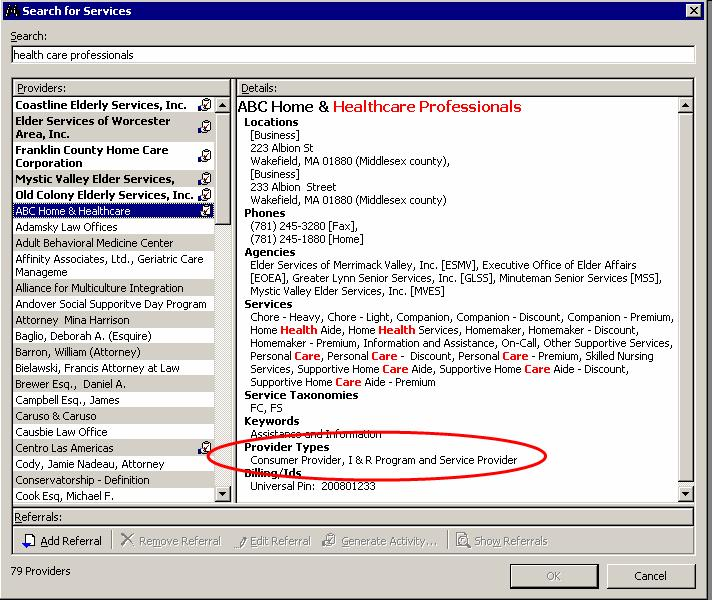 Search for Services
Search:
health care professionals
Providers:
Coastline Elderly Services, Inc.
Elder Services of Worcester
Area, Inc.
Franklin County Home Care
Corporation
Mystic Valley Elder Services,
Old Colony Elderly Services, Inc.
ABC Home & Healthcare
Adamsky Law Offices
Adult Behavioral Medicine Center
Affinity Associates, Ltd., Geriatric Care
Manageme
Alliance for Multiculture Integration
Andover Social Supportitve Day Program
Attorney Mina Harrison
Baglio, Deborah A. (Esquire)
Barron, William (Attorney)
Bielawski, Francis Attorney at Law
Brewer Esq., Daniel A.
Campbell Esq., James
Caruso & Caruso
Causbie Law Office
Centro Las Americas
Cody, Jamie Nadeau, Attorney
Conservatorship - Definition
Cook Esq, Michael F.
Details:
ABC Home & Healthcare Professionals
Locations
[Business]
223 Albion St
Wakefield, MA 01880 (Middlesex county),
[Business]
233 Albion Street
Wakefield, MA 01880 (Middlesex county)
Phones
(781) 245-3280 [Fax],
(781) 245-1880 [Home]
Agencies
Elder Services of Merrimack Valley, Inc. [ESMV], Executive Office of Elder Affairs
[EOEA], Greater Lynn Senior Services, Inc. [GLSS], Minuteman Senior Services [MSS],
Mystic Valley Elder Services, Inc. [MVES]
Services
Chore - Heavy, Chore - Light, Companion, Companion - Discount, Companion - Premium,
Home Health Aide, Home Health Services, Homemaker, Homemaker - Discount,
Homemaker - Premium, Information and Assistance, On-Call, Other Supportive Services,
Personal Care, Personal Care - Discount, Personal Care - Premium, Skilled Nursing
Services, Supportive Home Care Aide, Supportive Home Care Aide - Discount,
Supportive Home Care Aide - Premium
Service Taxonomies
FC, FS
Keywords
Assistance and Information
Provider Types
Consumer Provider, I & R Program and Service Provider
Billing/Ids
Universal Pin: 200801233
Referrals:
Add Referral
Remove Referral
Edit Referral
Generate Activity...
Show Referrals
79 Providers
OK
Cancel